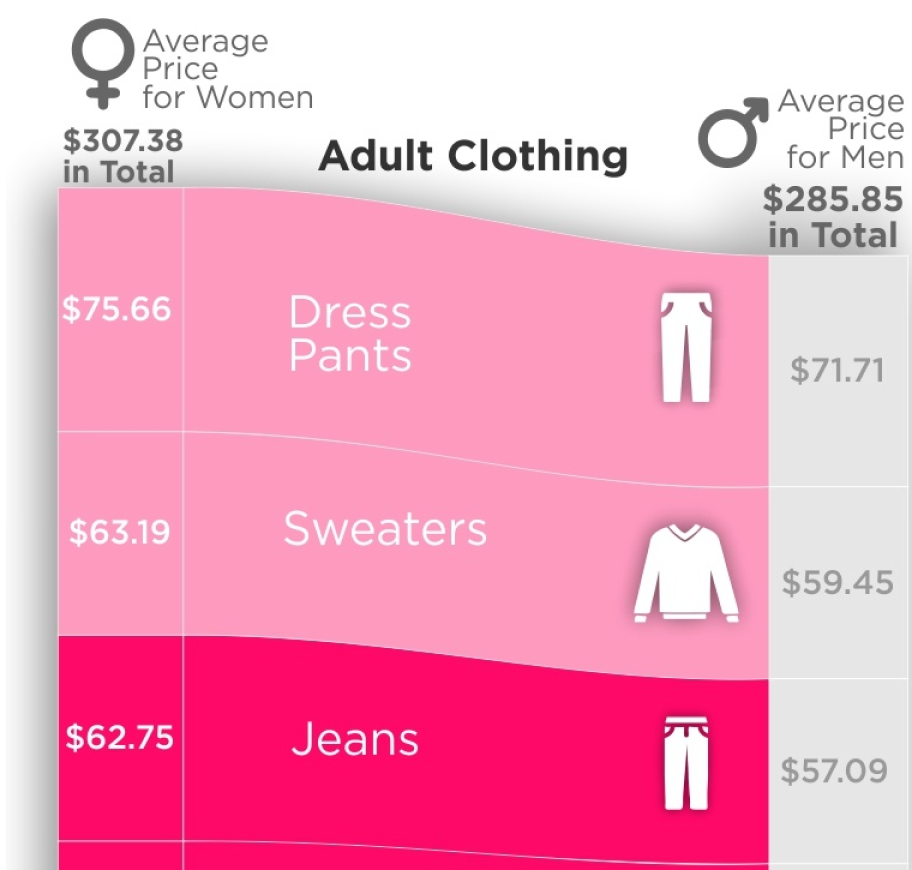 Average
Price
for Women
$307.38
in Total
Adult Clothing
Average
Price
for Men
$285.85
in Total
$75.66
Dress
Pants
$71.71
$63.19
Sweaters
$59.45
$62.75
Jeans
$57.09